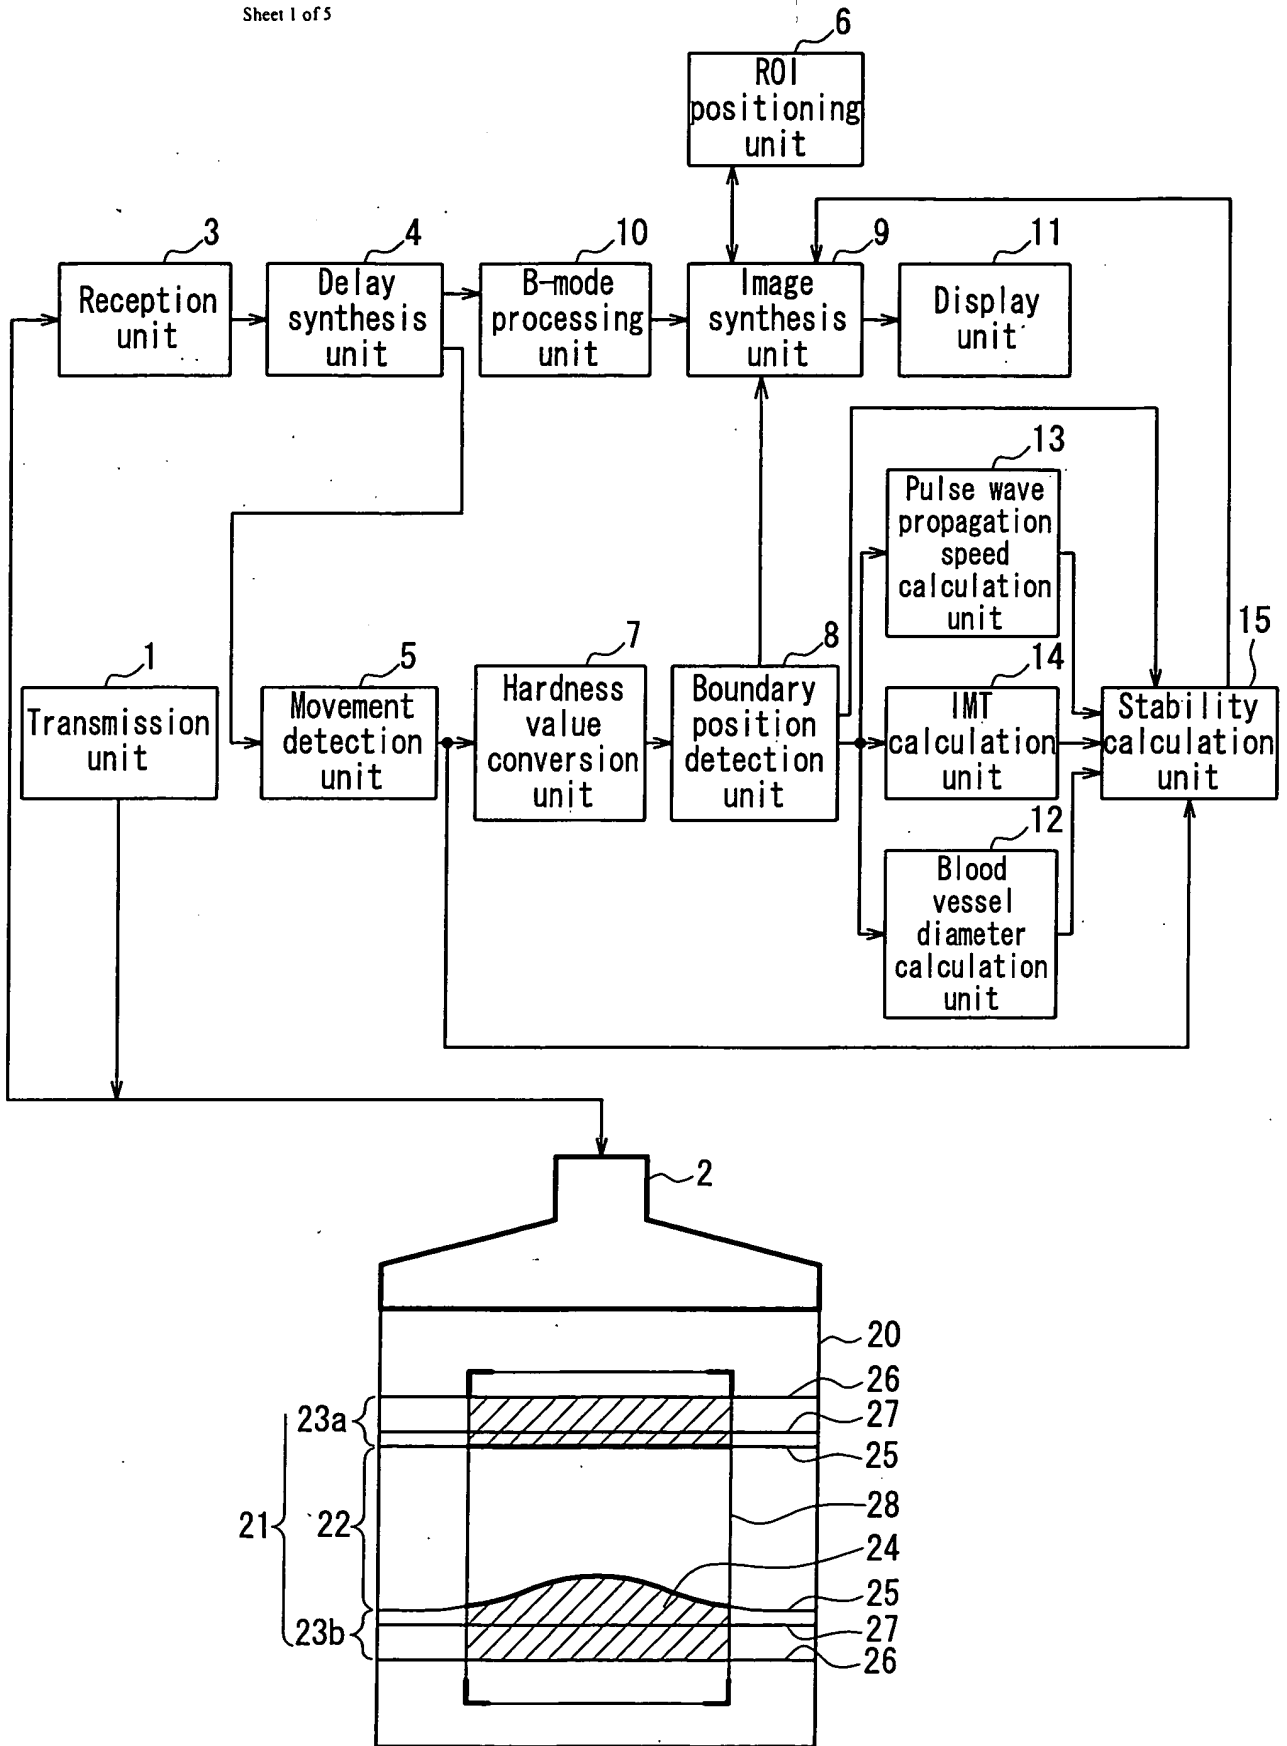 Sheet 1 of 5
6
ROI
positioning
unit
3
Reception
unit
4
Delay
synthesis
unit
10
B-mode
processing
unit
9
Image
synthesis
unit
11
Display
unit
13
Pulse wave
propagation
speed
calculation
unit
1
Transmission
unit
5
Movement
detection
unit
7
Hardness
value
conversion
unit
8
Boundary
position
detection
unit
14
IMT
calculation
unit
15
Stability
calculation
unit
12
Blood
vessel
diameter
calculation
unit
2
20
26
23a
27
25
21
22
28
24
25
27
23b
26